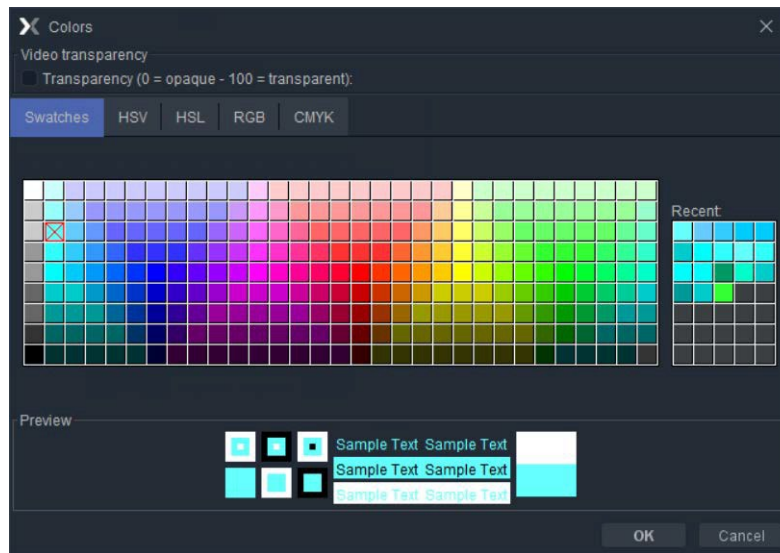 Colors
Video transparency
Transparency (0 = opaque - 100 = transparent):
Swatches HSV HSL RGB CMYK
Recent:
Preview
Sample Text Sample Text
Sample Text Sample Text
Sample Text Sample Text
OK Cancel